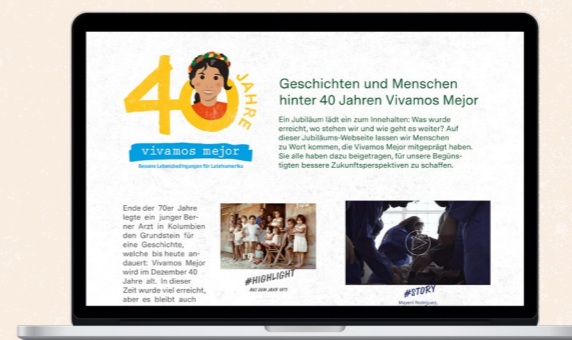 40 JAHRE
vivamos mejor
Bessere Lebensbedingungen für Lateinamerika
Geschichten und Menschen
hinter 40 Jahren Vivamos Mejor
Ein Jubiläum lädt ein zum Innehalten: Was wurde
erreicht, wo stehen wir und wie geht es weiter? Auf
dieser Jubiläums-Webseite lassen wir Menschen
zu Wort kommen, die Vivamos Mejor mitgeprägt haben.
Sie alle haben dazu beigetragen, für unsere Begüns-
tigten bessere Zukunftsperspektiven zu schaffen.
Ende der 70er Jahre
legte ein junger Ber-
ner Arzt in Kolumbien
den Grundstein für
eine Geschichte,
welche bis heute an-
dauert: Vivamos Mejor
wird im Dezember 40
Jahre alt. In dieser
Zeit wurde viel erreicht,
aber es bleibt auch
#HIGHLIGHT
AUS DEM JAHR
#STORY
Mayerli Rodríguez,